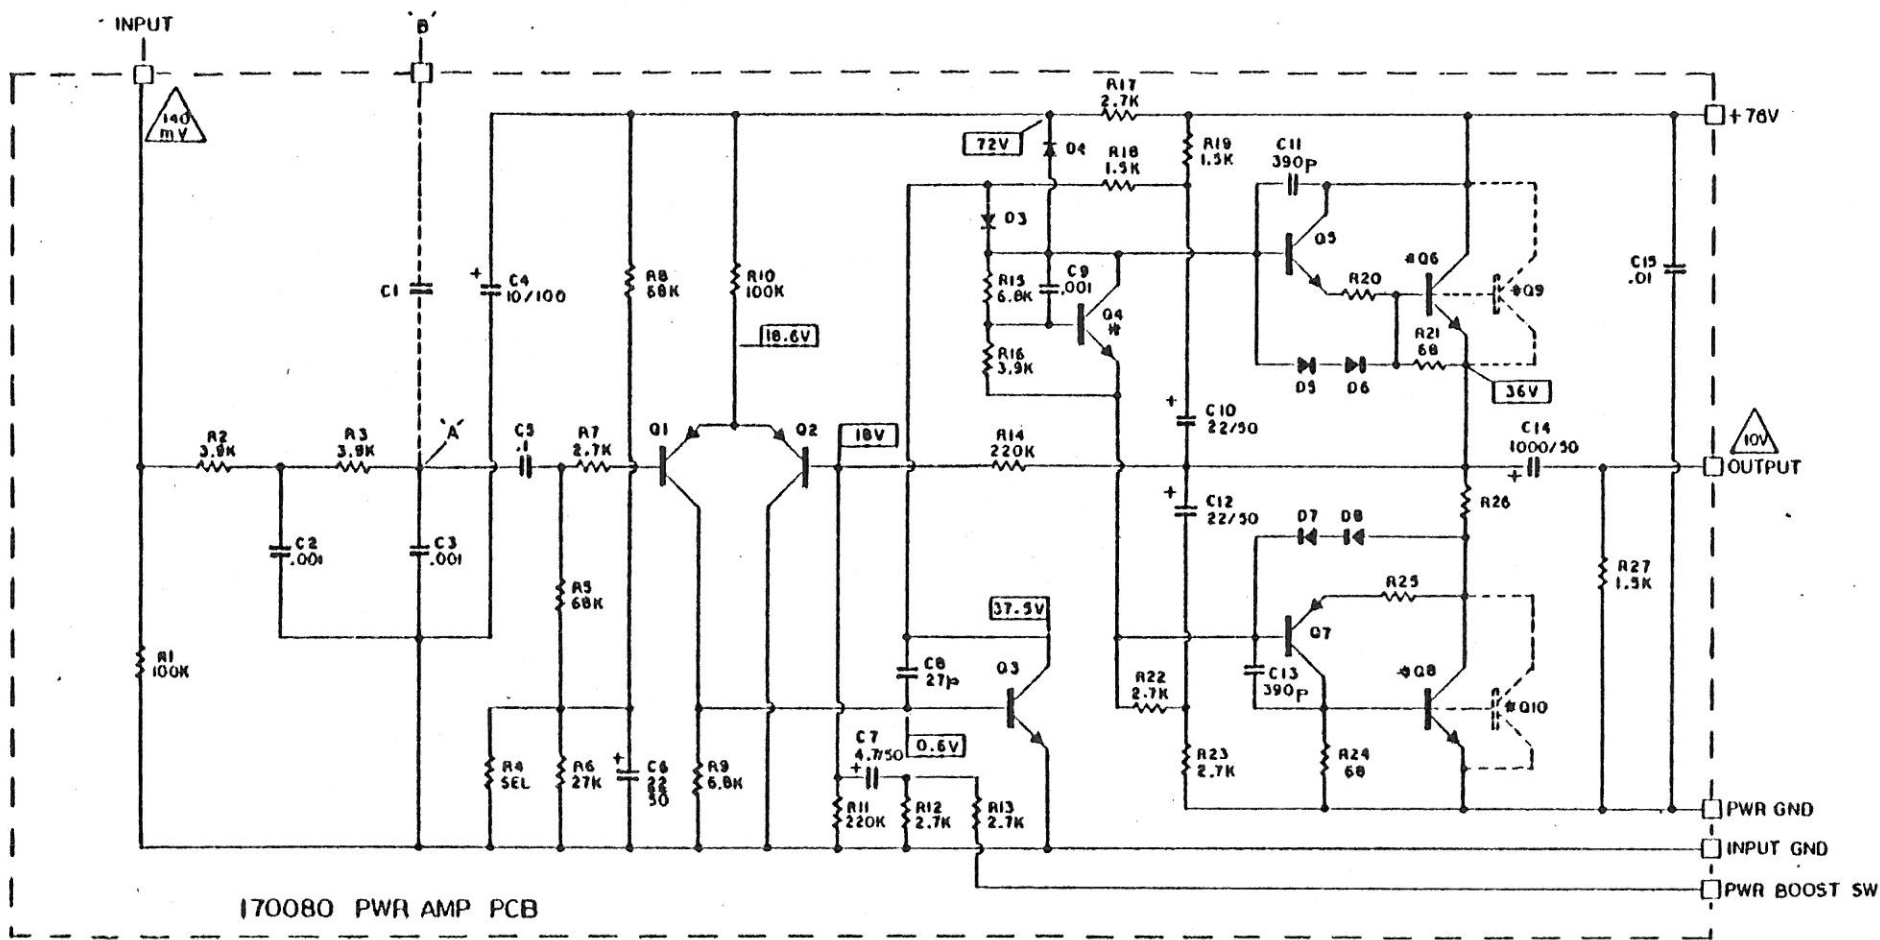 INPUT
'B'
140
mV
R17
2.7K
+76V
72V
D4
R18
1.5K
R19
1.5K
C11
390p
D3
Q5
C1
+
C4
10/100
R8
68K
R10
100K
R15
6.8K
C9
.001
Q4
*
R20
*Q6
*Q9
C15
.01
18.6V
R16
3.9K
R21
68
D5
D6
36V
'A'
R2
3.9K
R3
3.9K
C5
.1
R7
2.7K
Q1
Q2
18V
R14
220K
+
C10
22/50
C14
1000/50
+
10V
OUTPUT
+
C12
22/50
R26
C2
.001
C3
.001
D7
D8
R5
68K
R25
R27
1.5K
37.5V
Q7
R1
100K
C8
27p
Q3
R22
2.7K
C13
390p
*Q8
*Q10
0.6V
C7
4.7/50
+
R4
SEL
R6
27K
+
C6
22
50
R9
6.8K
R23
2.7K
R24
68
R11
220K
R12
2.7K
R13
2.7K
PWR GND
INPUT GND
PWR BOOST SW
170080 PWR AMP PCB